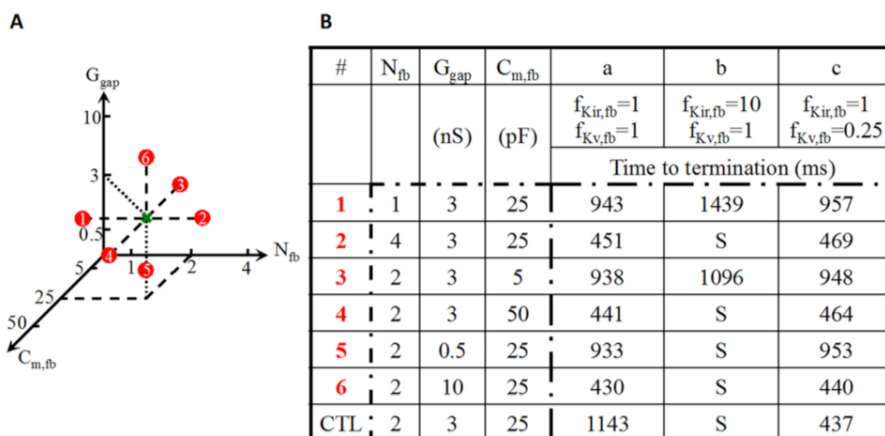 A
B
G_gap
10
3
0.5
5
25
50
C_m,fb
1
2
4
N_fb
6
3
1
2
4
5
# N_fb G_gap C_m,fb a b c
f_Kir,fb=1 f_Kir,fb=10 f_Kir,fb=1
(nS) (pF) f_Kv,fb=1 f_Kv,fb=1 f_Kv,fb=0.25
Time to termination (ms)
1 1 3 25 943 1439 957
2 4 3 25 451 S 469
3 2 3 5 938 1096 948
4 2 3 50 441 S 464
5 2 0.5 25 933 S 953
6 2 10 25 430 S 440
CTL 2 3 25 1143 S 437